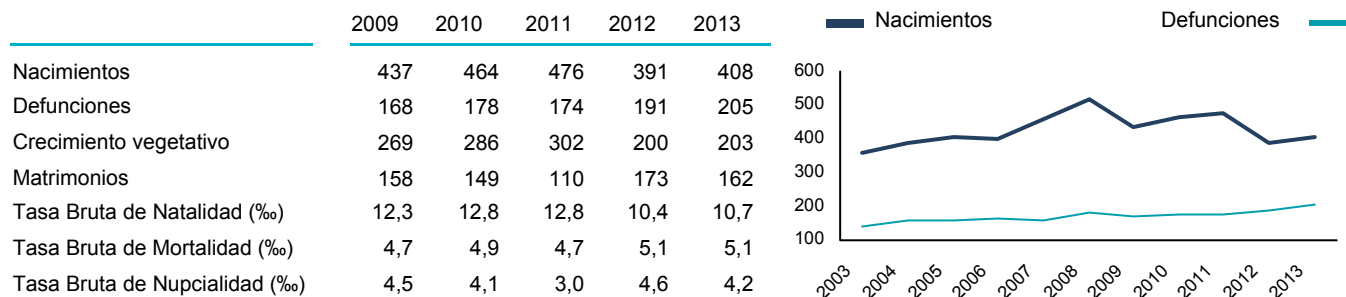 2009 2010 2011 2012 2013
Nacimientos 437 464 476 391 408
Defunciones 168 178 174 191 205
Crecimiento vegetativo 269 286 302 200 203
Matrimonios 158 149 110 173 162
Tasa Bruta de Natalidad (‰) 12,3 12,8 12,8 10,4 10,7
Tasa Bruta de Mortalidad (‰) 4,7 4,9 4,7 5,1 5,1
Tasa Bruta de Nupcialidad (‰) 4,5 4,1 3,0 4,6 4,2
Nacimientos Defunciones
600
500
400
300
200
100
2003 2004 2005 2006 2007 2008 2009 2010 2011 2012 2013